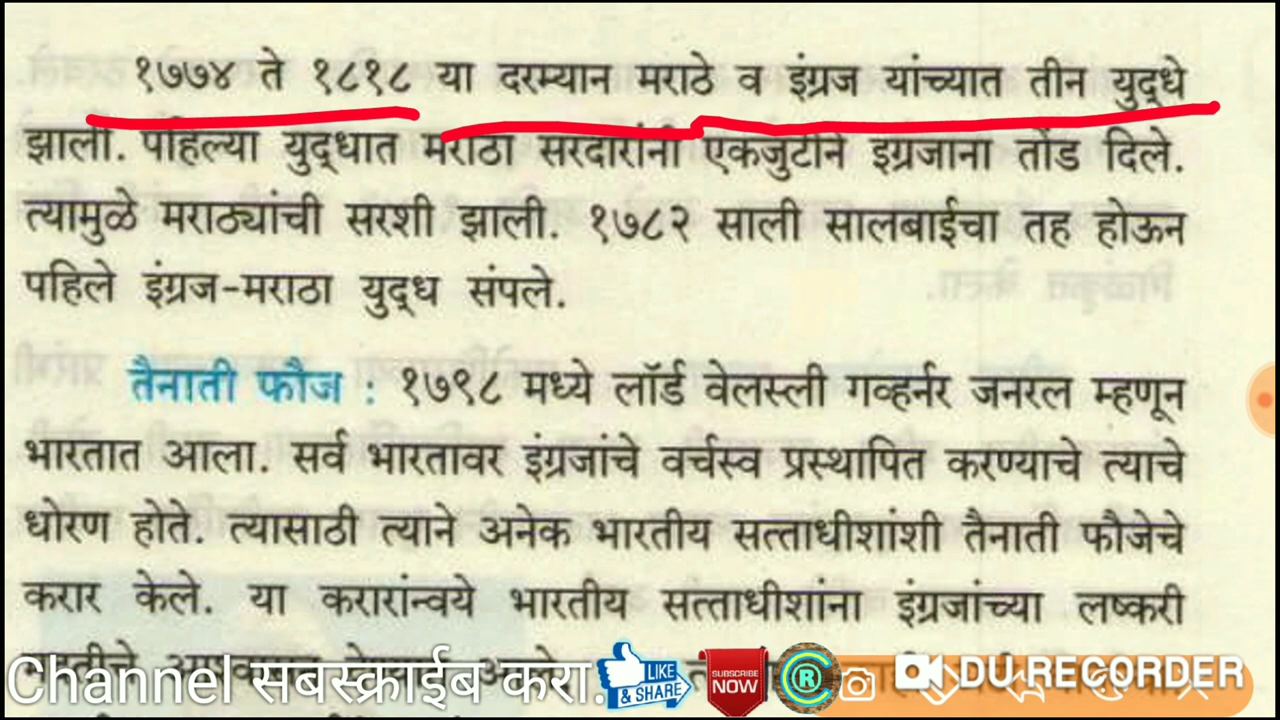 १७७४ ते १८१८ या दरम्यान मराठे व इंग्रज यांच्यात तीन युद्धे
झाली. पहिल्या युद्धात मराठा सरदारांनी एकजुटीने इंग्रजांना तोंड दिले.
त्यामुळे मराठ्यांची सरशी झाली. १७८२ साली सालबाईचा तह होऊन
पहिले इंग्रज-मराठा युद्ध संपले.
तैनाती फौज : १७९८ मध्ये लॉर्ड वेलस्ली गव्हर्नर जनरल म्हणून
भारतात आला. सर्व भारतावर इंग्रजांचे वर्चस्व प्रस्थापित करण्याचे त्याचे
धोरण होते. त्यासाठी त्याने अनेक भारतीय सत्ताधीशांशी तैनाती फौजेचे
करार केले. या करारांन्वये भारतीय सत्ताधीशांना इंग्रजांच्या लष्करी
Channel सबस्क्राईब करा. LIKE & SHARE SUBSCRIBE NOW R DU RECORDER